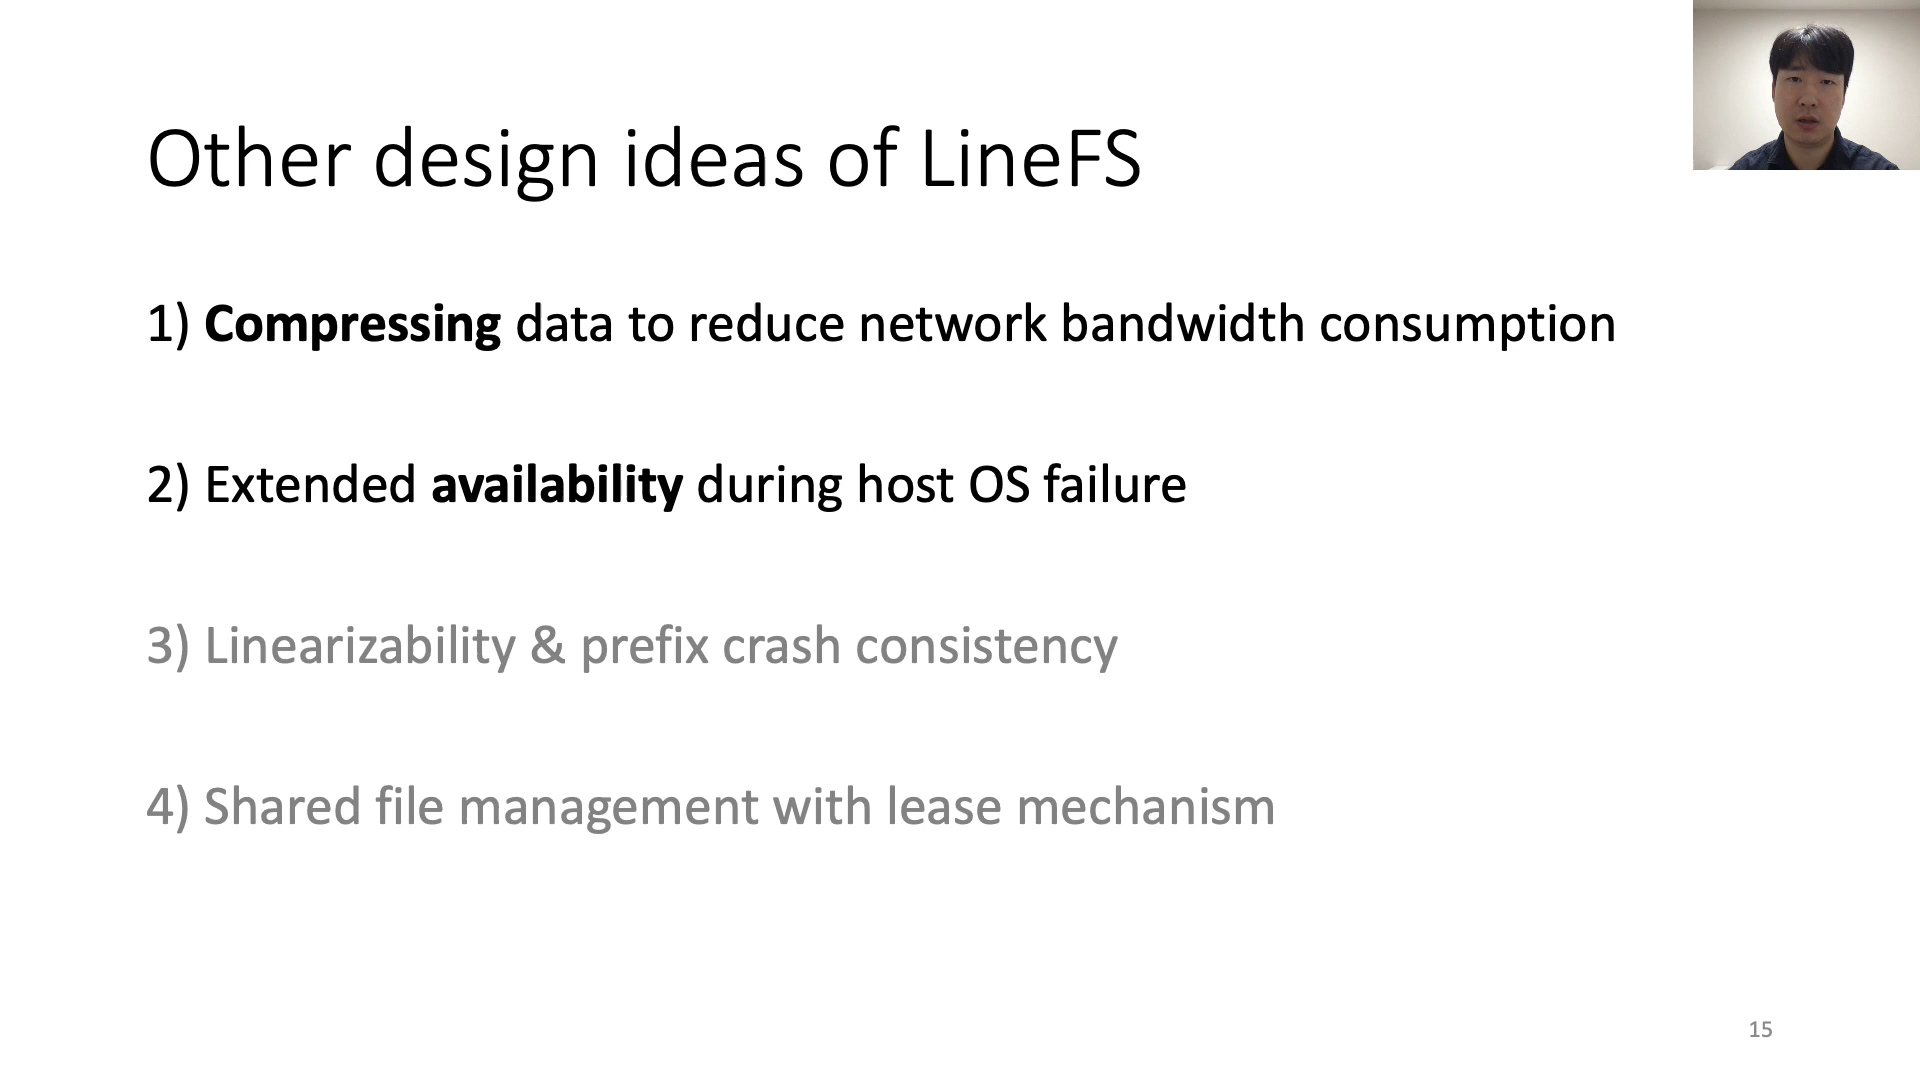 Other design ideas of LineFS
1) Compressing data to reduce network bandwidth consumption
2) Extended availability during host OS failure
3) Linearizability & prefix crash consistency
4) Shared file management with lease mechanism
15